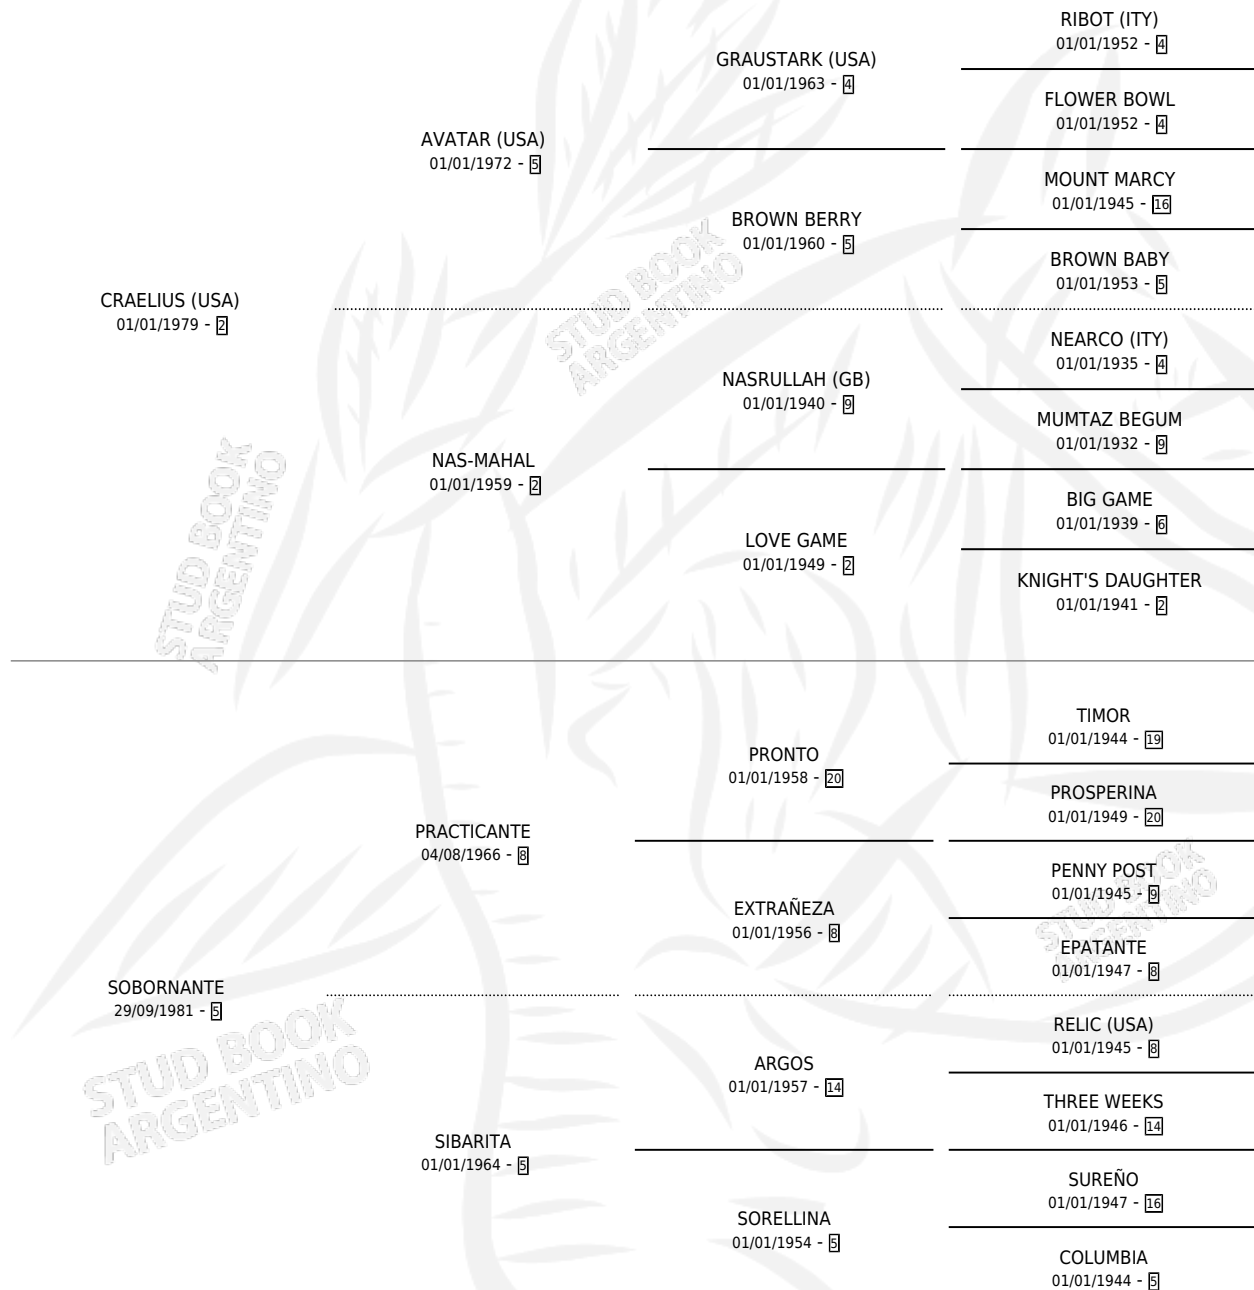 RIBOT (ITY)
01/01/1952 - 4
GRAUSTARK (USA)
01/01/1963 - 4
FLOWER BOWL
01/01/1952 - 4
AVATAR (USA)
01/01/1972 - 5
MOUNT MARCY
01/01/1945 - 16
BROWN BERRY
01/01/1960 - 5
BROWN BABY
01/01/1953 - 5
CRAELIUS (USA)
01/01/1979 - 2
NEARCO (ITY)
01/01/1935 - 4
NASRULLAH (GB)
01/01/1940 - 9
MUMTAZ BEGUM
01/01/1932 - 9
NAS-MAHAL
01/01/1959 - 2
BIG GAME
01/01/1939 - 6
LOVE GAME
01/01/1949 - 2
KNIGHT'S DAUGHTER
01/01/1941 - 2
STUD BOOK
ARGENTINO
STUD BOOK
ARGENTINO
TIMOR
01/01/1944 - 19
PRONTO
01/01/1958 - 20
PROSPERINA
01/01/1949 - 20
PRACTICANTE
04/08/1966 - 8
PENNY POST
01/01/1945 - 9
EXTRAÑEZA
01/01/1956 - 8
EPATANTE
01/01/1947 - 8
SOBORNANTE
29/09/1981 - 5
RELIC (USA)
01/01/1945 - 8
ARGOS
01/01/1957 - 14
THREE WEEKS
01/01/1946 - 14
SIBARITA
01/01/1964 - 5
SUREÑO
01/01/1947 - 16
SORELLINA
01/01/1954 - 5
COLUMBIA
01/01/1944 - 5
STUD BOOK
ARGENTINO
STUD BOOK
ARGENTINO